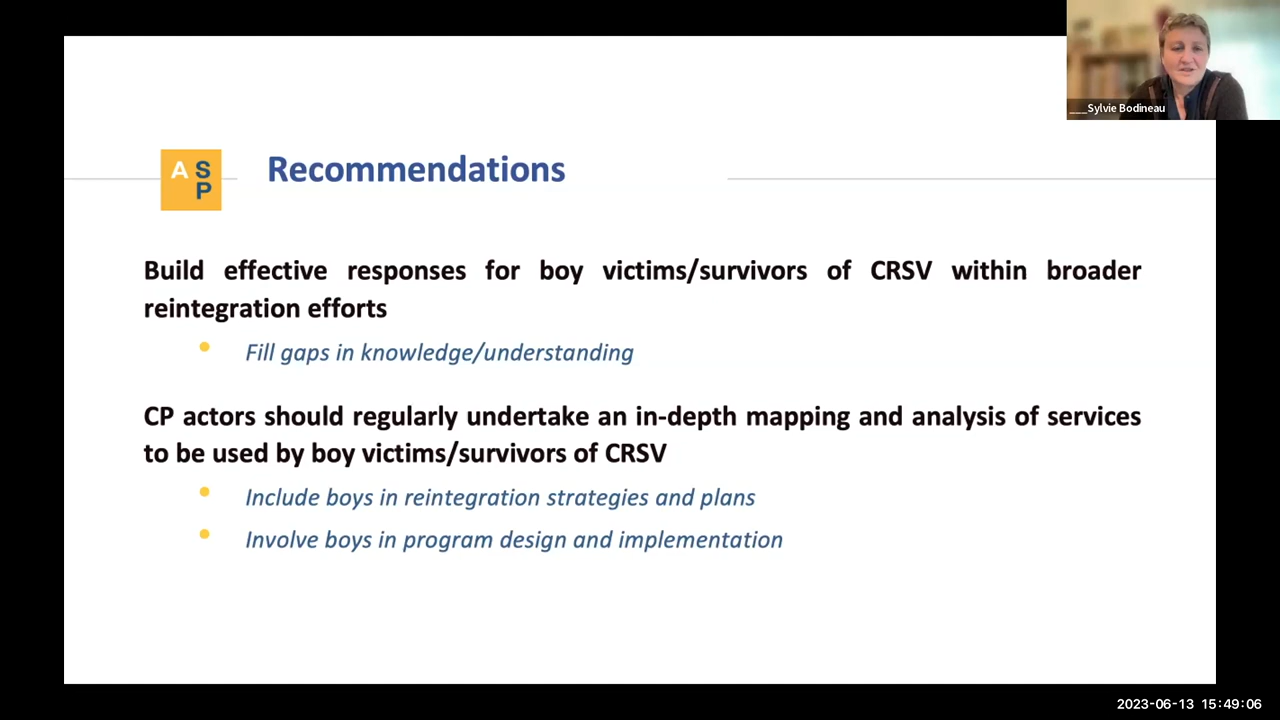 ___Sylvie Bodineau
A S
P
Recommendations
Build effective responses for boy victims/survivors of CRSV within broader
reintegration efforts
Fill gaps in knowledge/understanding
CP actors should regularly undertake an in-depth mapping and analysis of services
to be used by boy victims/survivors of CRSV
Include boys in reintegration strategies and plans
Involve boys in program design and implementation
2023-06-13 15:49:06